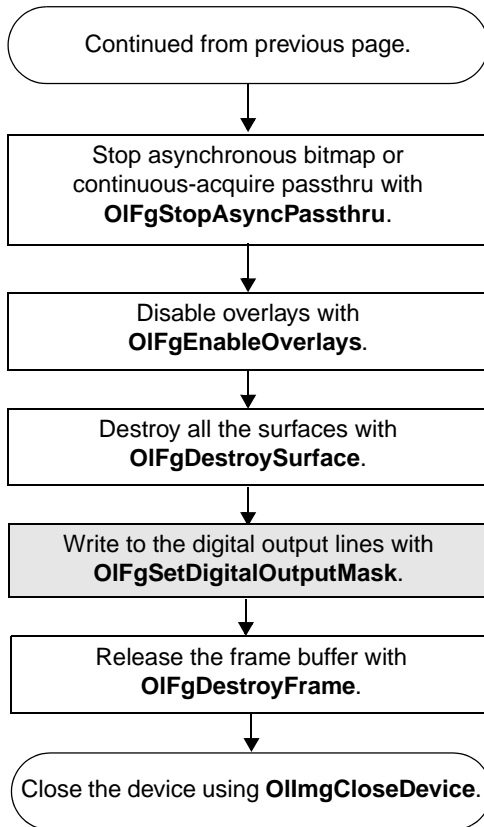 Continued from previous page.
Stop asynchronous bitmap or
continuous-acquire passthru with
OlFgStopAsyncPassthru.
Disable overlays with
OlFgEnableOverlays.
Destroy all the surfaces with
OlFgDestroySurface.
Write to the digital output lines with
OlFgSetDigitalOutputMask.
Release the frame buffer with
OlFgDestroyFrame.
Close the device using OlImgCloseDevice.